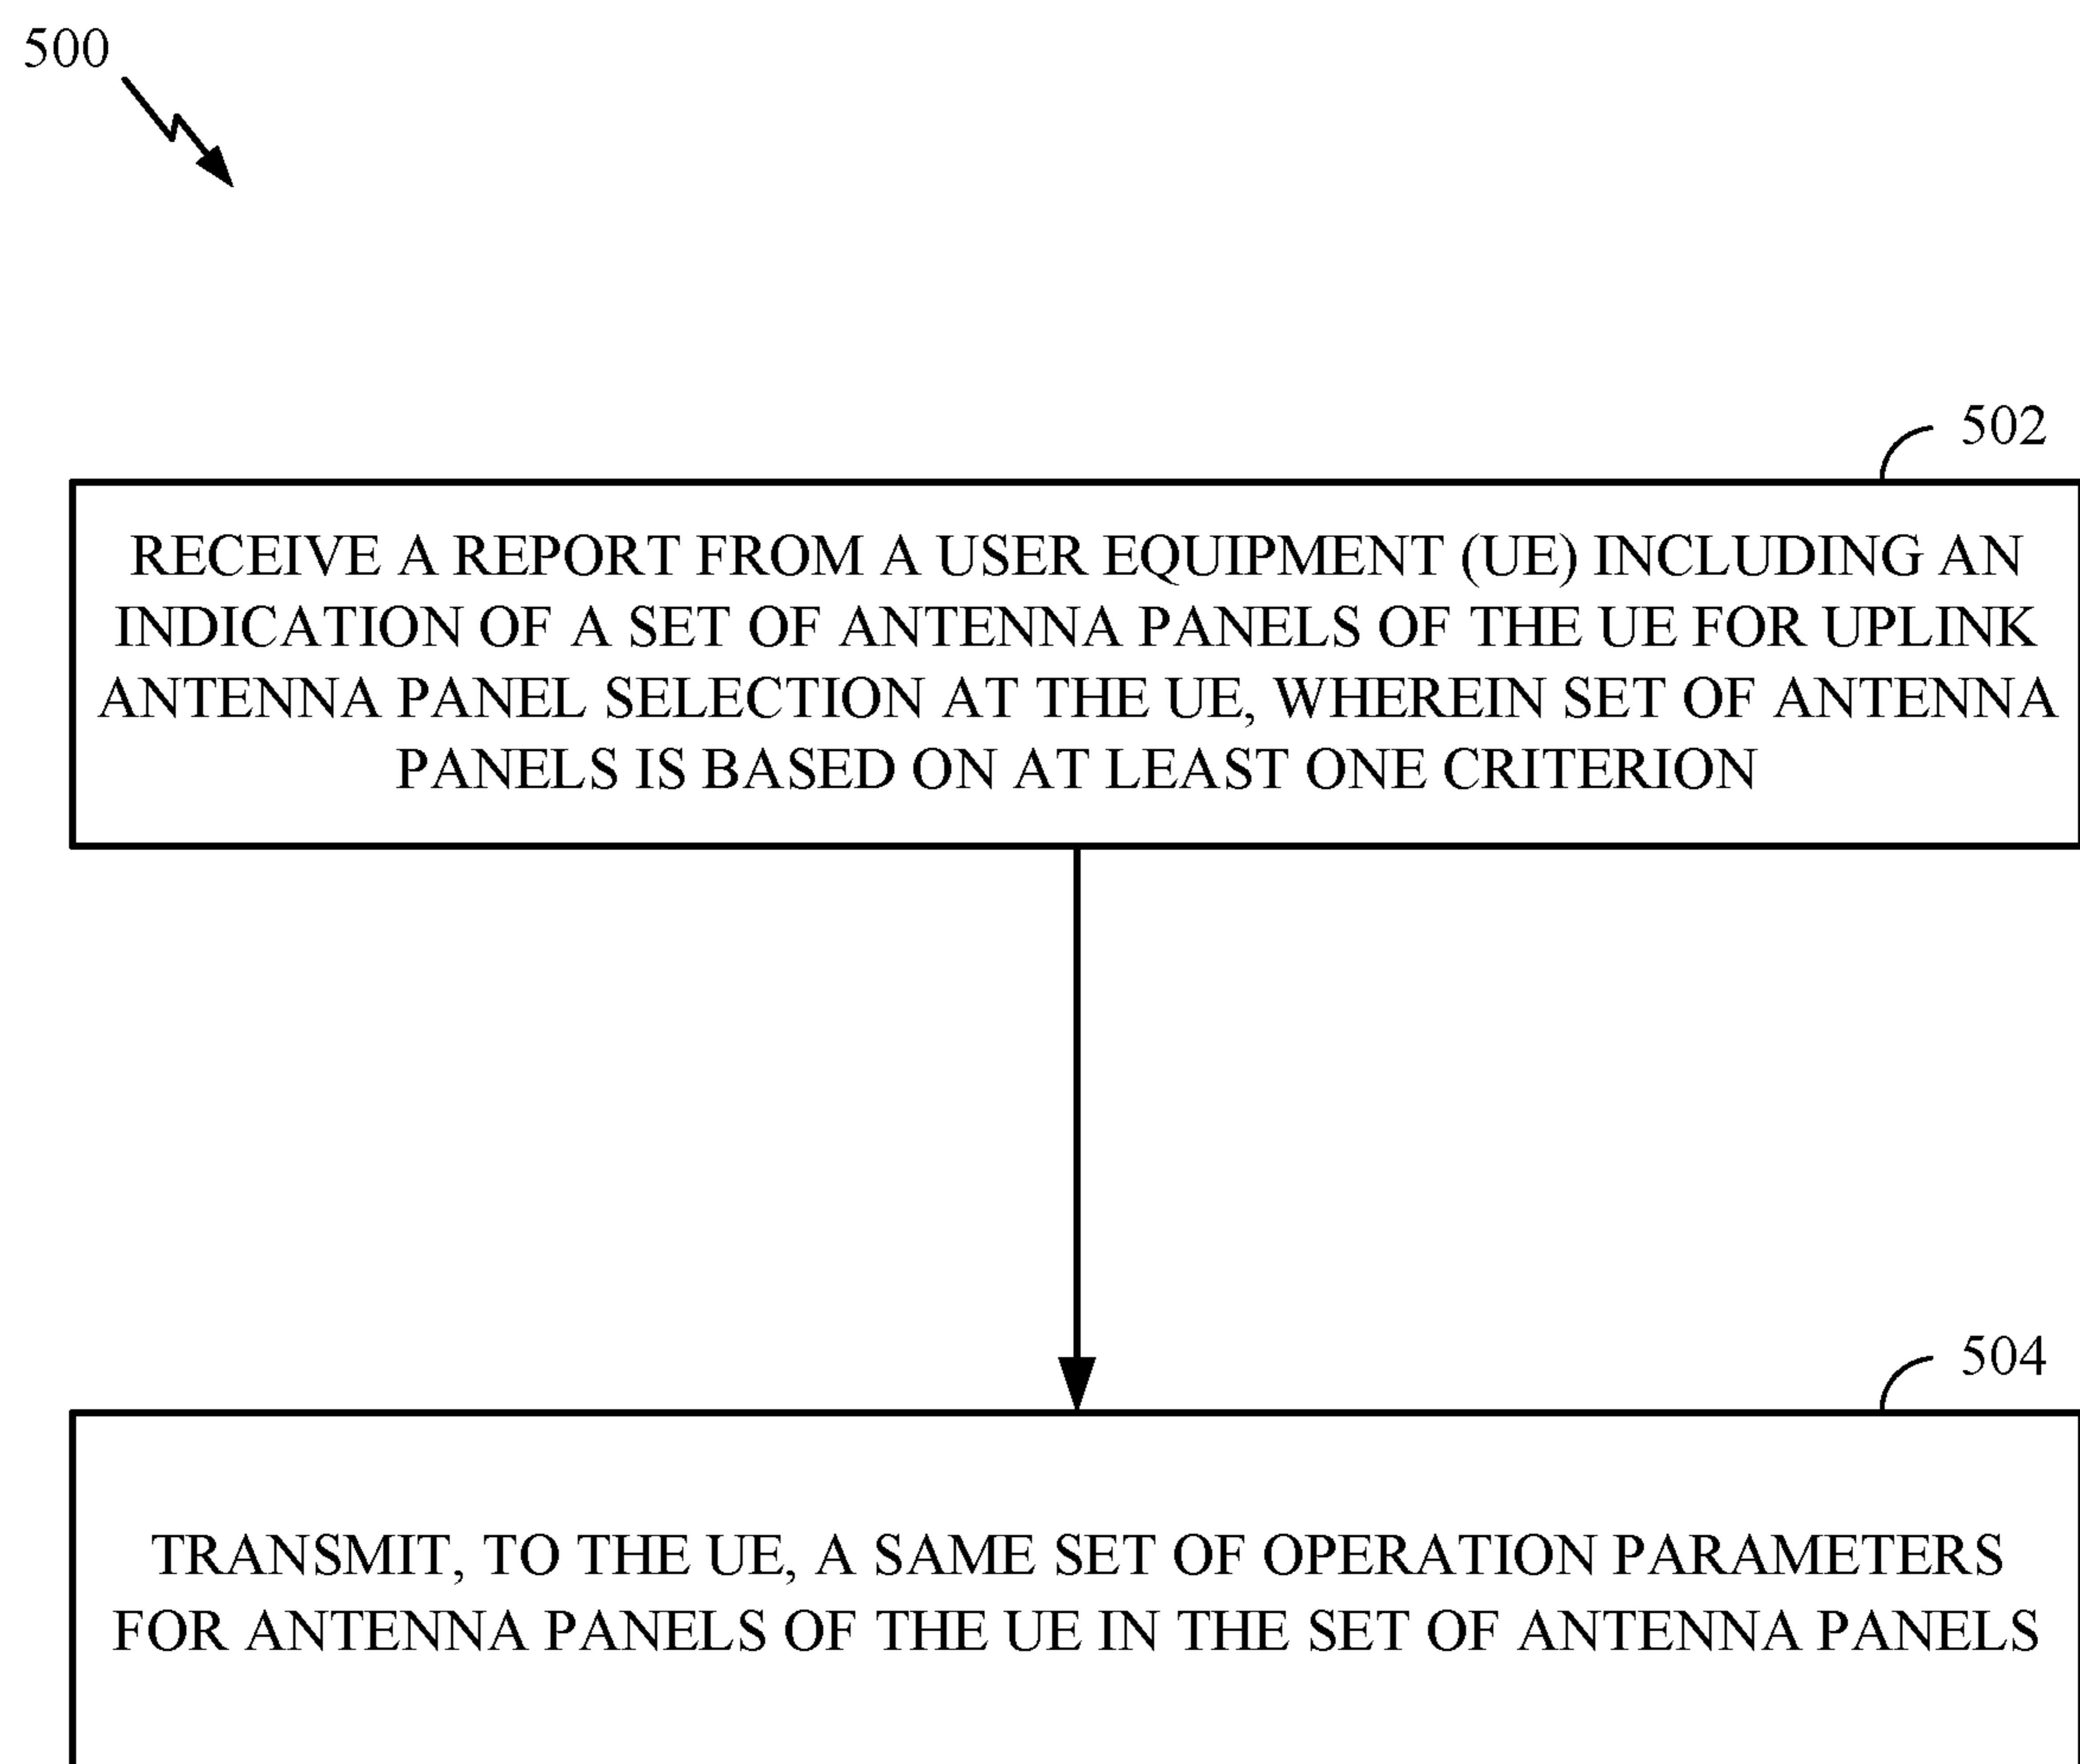 500
502
RECEIVE A REPORT FROM A USER EQUIPMENT (UE) INCLUDING AN
INDICATION OF A SET OF ANTENNA PANELS OF THE UE FOR UPLINK
ANTENNA PANEL SELECTION AT THE UE, WHEREIN SET OF ANTENNA
PANELS IS BASED ON AT LEAST ONE CRITERION
504
TRANSMIT, TO THE UE, A SAME SET OF OPERATION PARAMETERS
FOR ANTENNA PANELS OF THE UE IN THE SET OF ANTENNA PANELS